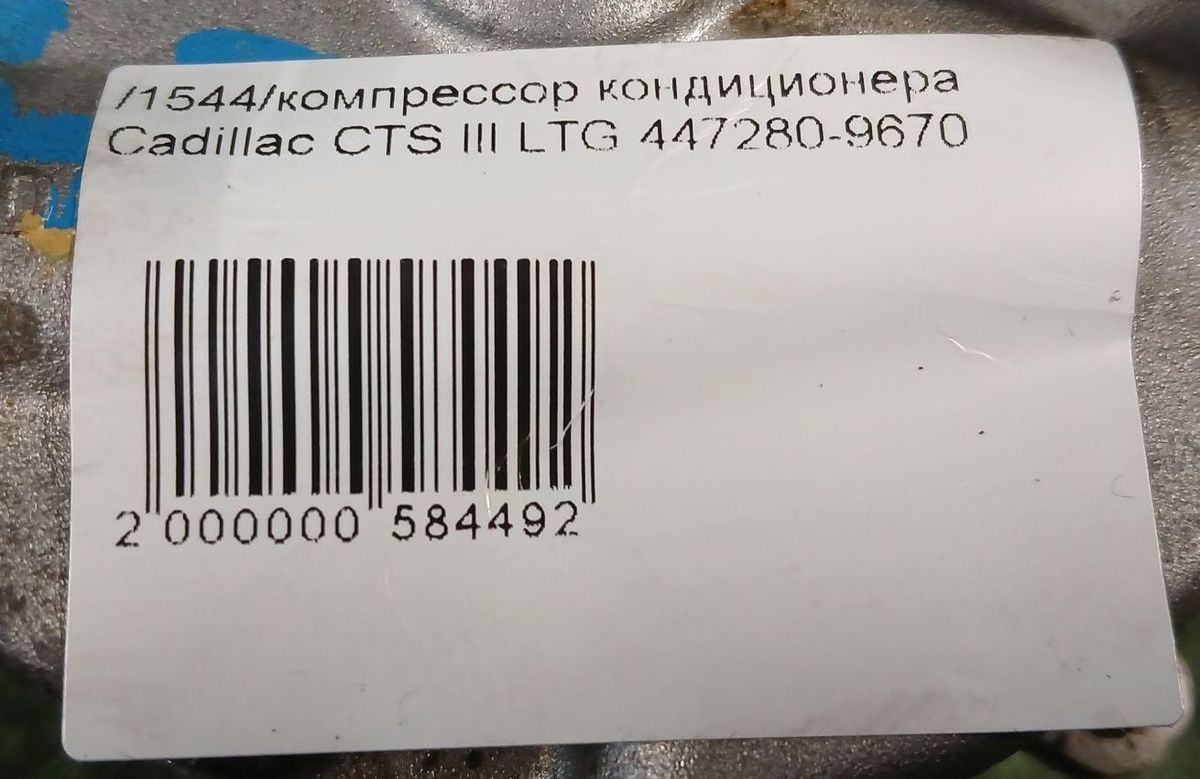 /1544/компрессор кондиционера
Cadillac CTS III LTG 447280-9670
2 000000 584492